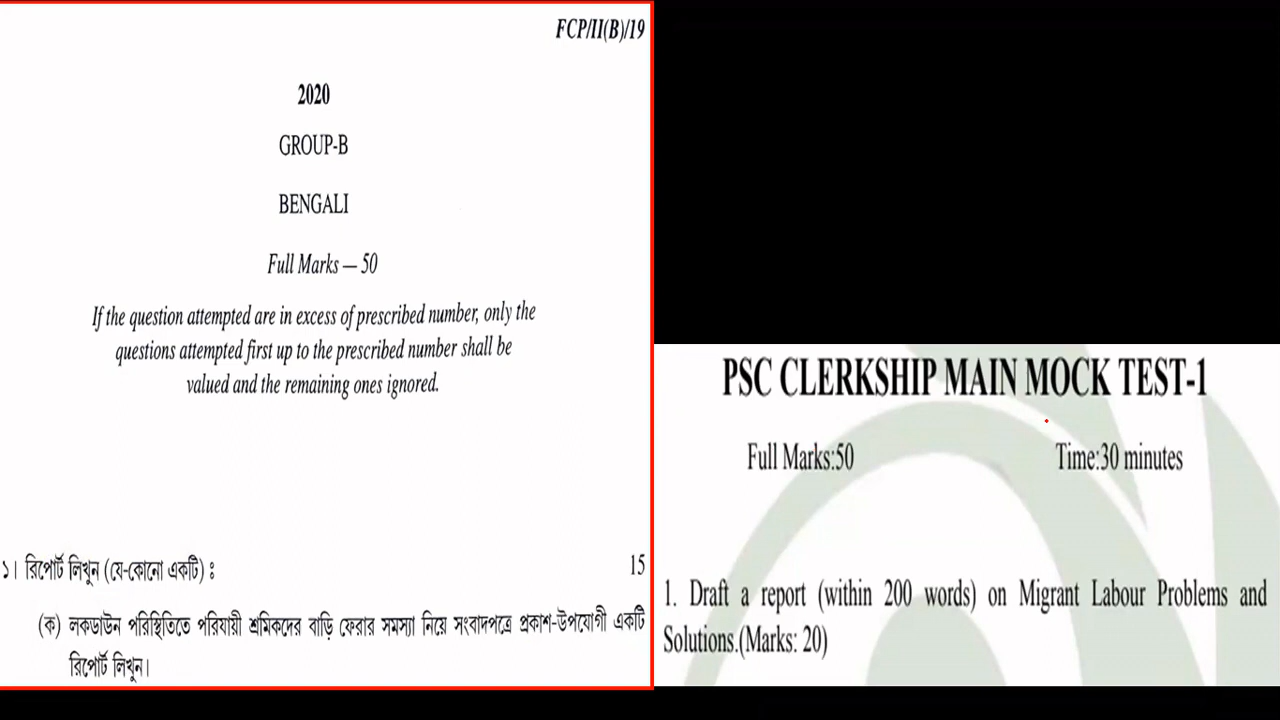 FCP/II(B)/19
2020
GROUP-B
BENGALI
Full Marks — 50
If the question attempted are in excess of prescribed number, only the
questions attempted first up to the prescribed number shall be
valued and the remaining ones ignored.
১। রিপোর্ট লিখুন (যে-কোনো একটি) ঃ 15
(ক) লকডাউন পরিস্থিতিতে পরিযায়ী শ্রমিকদের বাড়ি ফেরার সমস্যা নিয়ে সংবাদপত্রে প্রকাশ-উপযোগী একটি
রিপোর্ট লিখুন।
PSC CLERKSHIP MAIN MOCK TEST-1
Full Marks:50 Time:30 minutes
1. Draft a report (within 200 words) on Migrant Labour Problems and
Solutions.(Marks: 20)